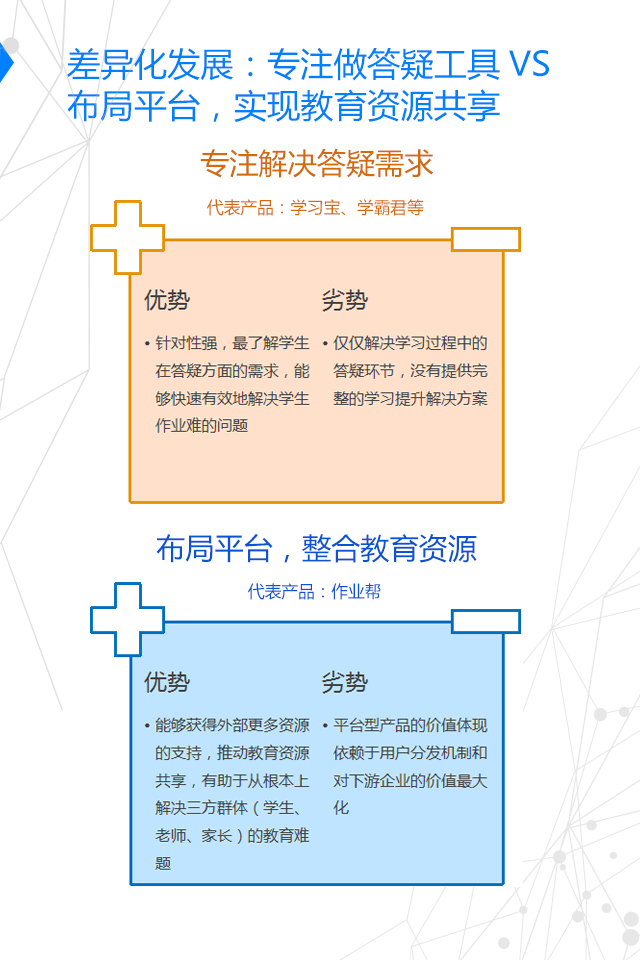 差异化发展：专注做答疑工具 VS
布局平台，实现教育资源共享
专注解决答疑需求
代表产品：学习宝、学霸君等
优势
• 针对性强，最了解学生
在答疑方面的需求，能
够快速有效地解决学生
作业难的问题
劣势
• 仅仅解决学习过程中的
答疑环节，没有提供完
整的学习提升解决方案
布局平台，整合教育资源
代表产品：作业帮
优势
• 能够获得外部更多资源
的支持，推动教育资源
共享，有助于从根本上
解决三方群体（学生、
老师、家长）的教育难
题
劣势
• 平台型产品的价值体现
依赖于用户分发机制和
对下游企业的价值最大
化